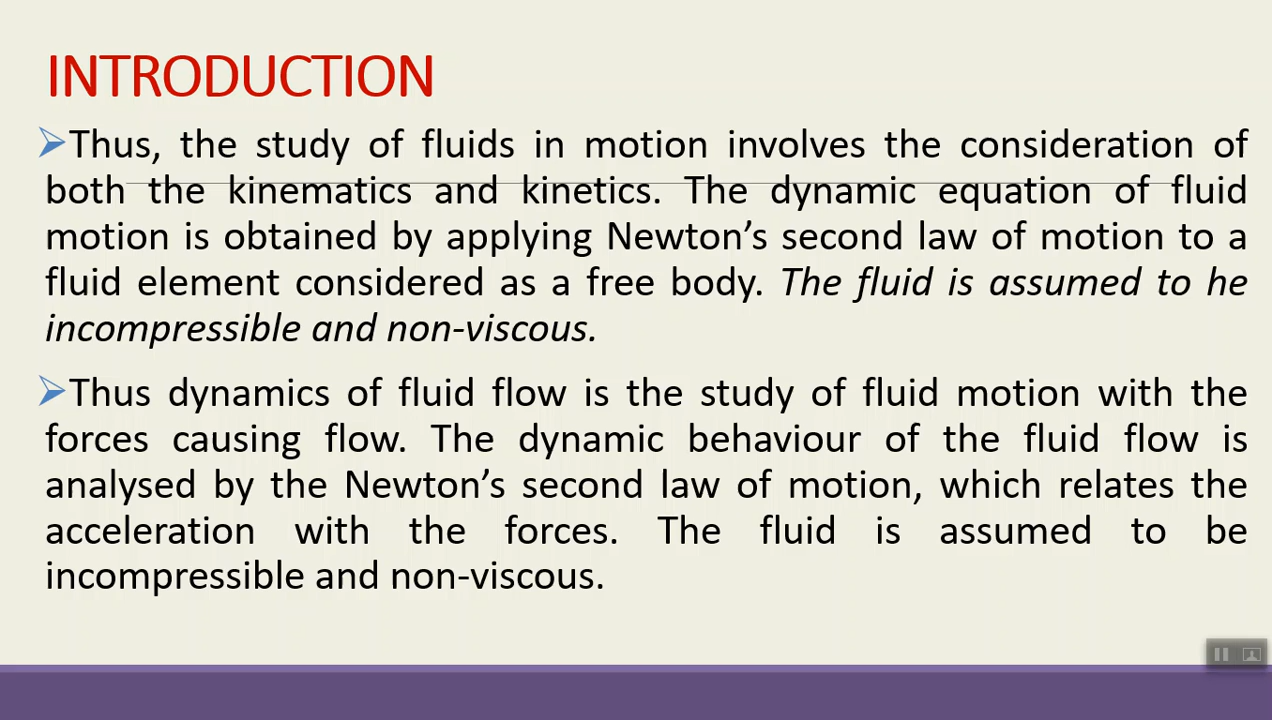 INTRODUCTION
Thus, the study of fluids in motion involves the consideration of
both the kinematics and kinetics. The dynamic equation of fluid
motion is obtained by applying Newton’s second law of motion to a
fluid element considered as a free body. The fluid is assumed to he
incompressible and non-viscous.
Thus dynamics of fluid flow is the study of fluid motion with the
forces causing flow. The dynamic behaviour of the fluid flow is
analysed by the Newton’s second law of motion, which relates the
acceleration with the forces. The fluid is assumed to be
incompressible and non-viscous.